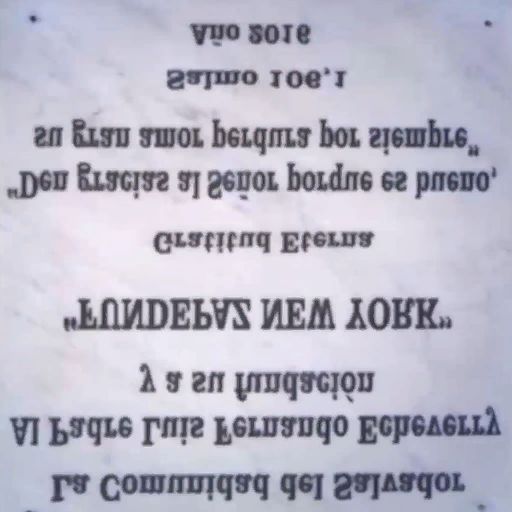 La Comunidad del Salvador
Al Padre Luis Fernando Echeverry
y a su fundación
"FUNDEPAZ NEW YORK"
Gratitud Eterna
"Den gracias al Señor porque es bueno,
su gran amor perdura por siempre"
Salmo 106,1
Año 2016